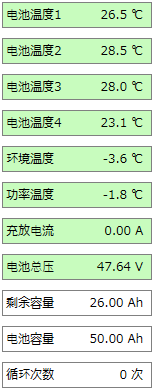 电池温度1 26.5 ℃
电池温度2 28.5 ℃
电池温度3 28.0 ℃
电池温度4 23.1 ℃
环境温度 -3.6 ℃
功率温度 -1.8 ℃
充放电流 0.00 A
电池总压 47.64 V
剩余容量 26.00 Ah
电池容量 50.00 Ah
循环次数 0 次